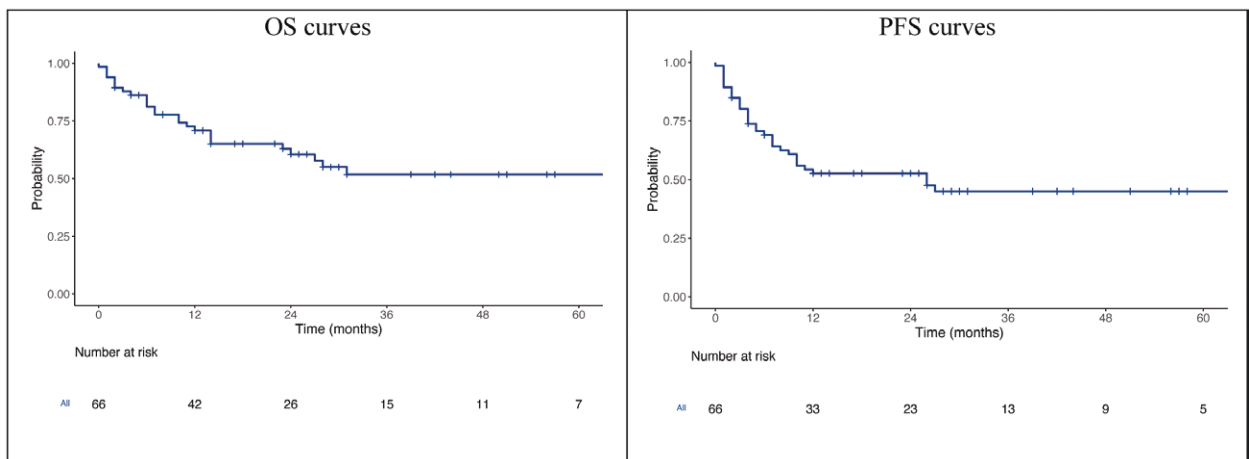 OS curves
1.00
0.75
0.50
0.25
0.00
Probability
0 12 24 36 48 60
Time (months)
Number at risk
All 66 42 26 15 11 7
PFS curves
1.00
0.75
0.50
0.25
0.00
Probability
0 12 24 36 48 60
Time (months)
Number at risk
All 66 33 23 13 9 5